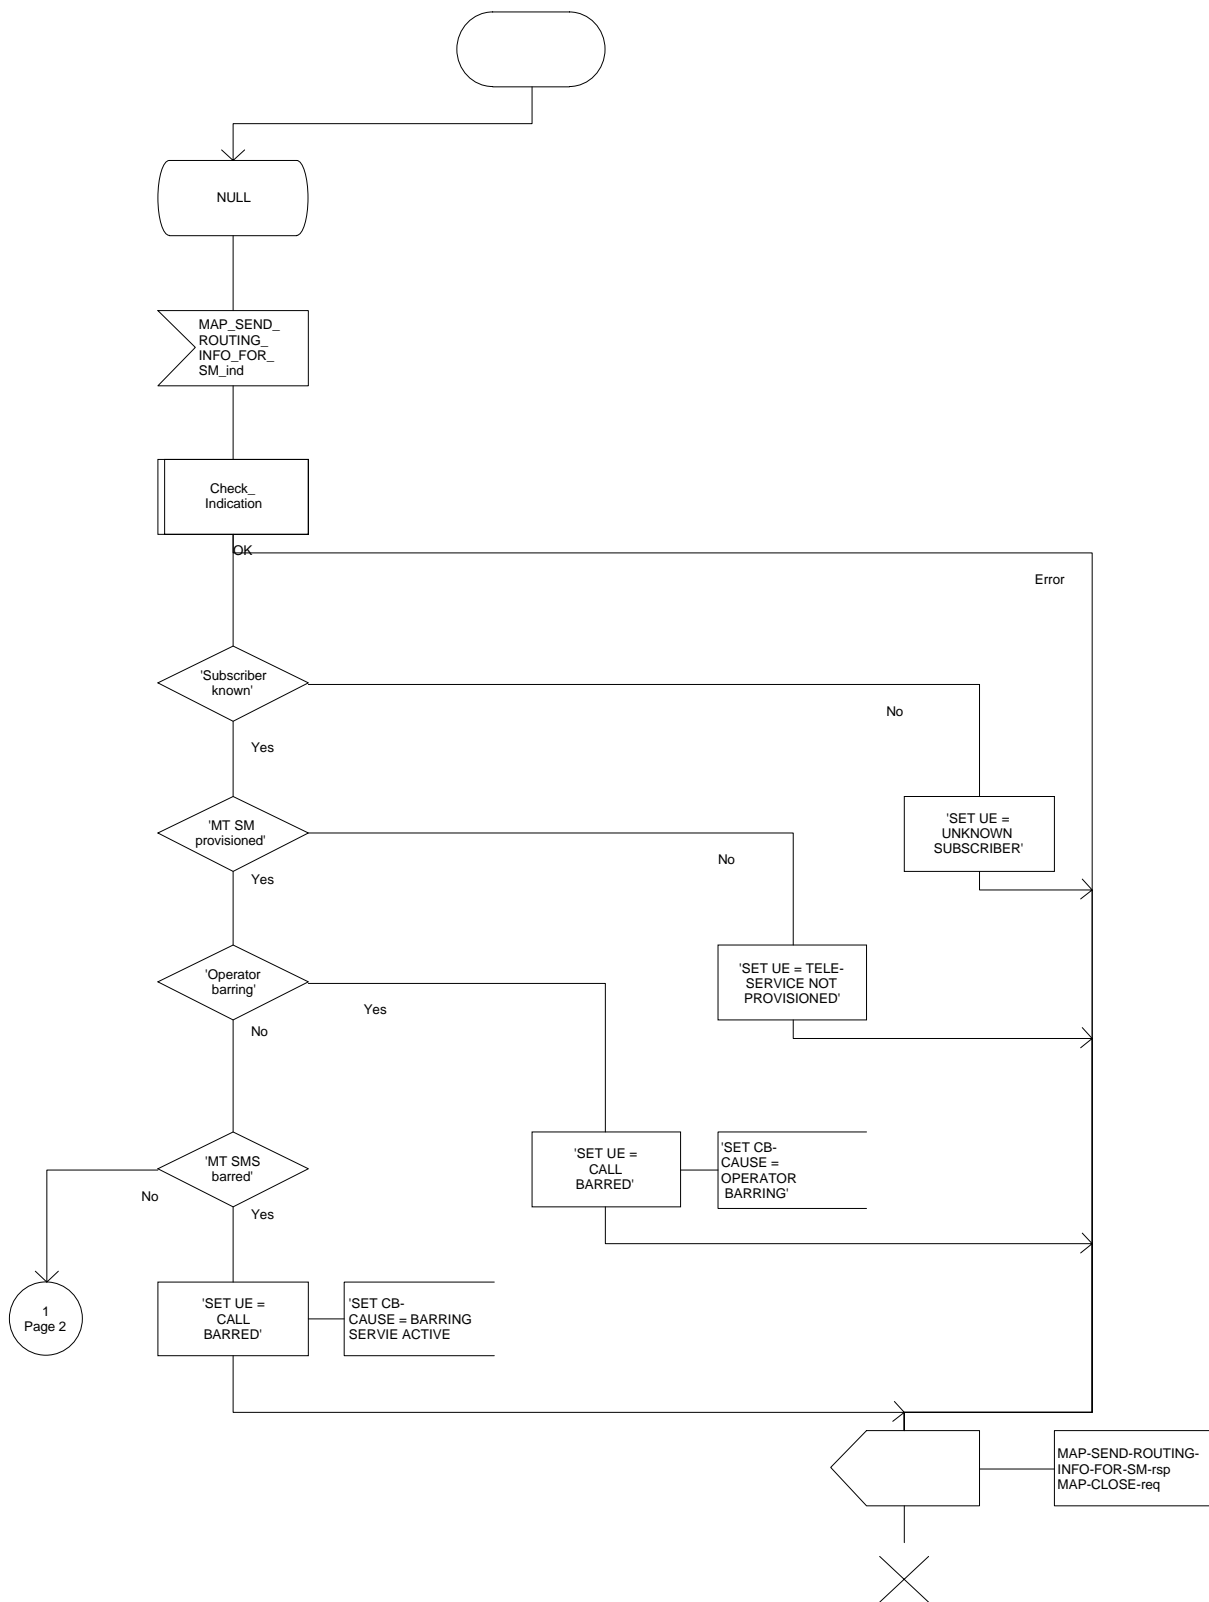 NULL
MAP_SEND_
ROUTING_
INFO_FOR_
SM_ind
Check_
Indication
OK
Error
'Subscriber
known'
No
Yes
'MT SM
provisioned'
No
Yes
'SET UE =
UNKNOWN
SUBSCRIBER'
'Operator
barring'
Yes
No
'SET UE = TELE-
SERVICE NOT
PROVISIONED'
'MT SMS
barred'
No
Yes
'SET UE =
CALL
BARRED'
'SET CB-
CAUSE =
OPERATOR
BARRING'
1
Page 2
'SET UE =
CALL
BARRED'
'SET CB-
CAUSE = BARRING
SERVIE ACTIVE
MAP-SEND-ROUTING-
INFO-FOR-SM-rsp
MAP-CLOSE-req